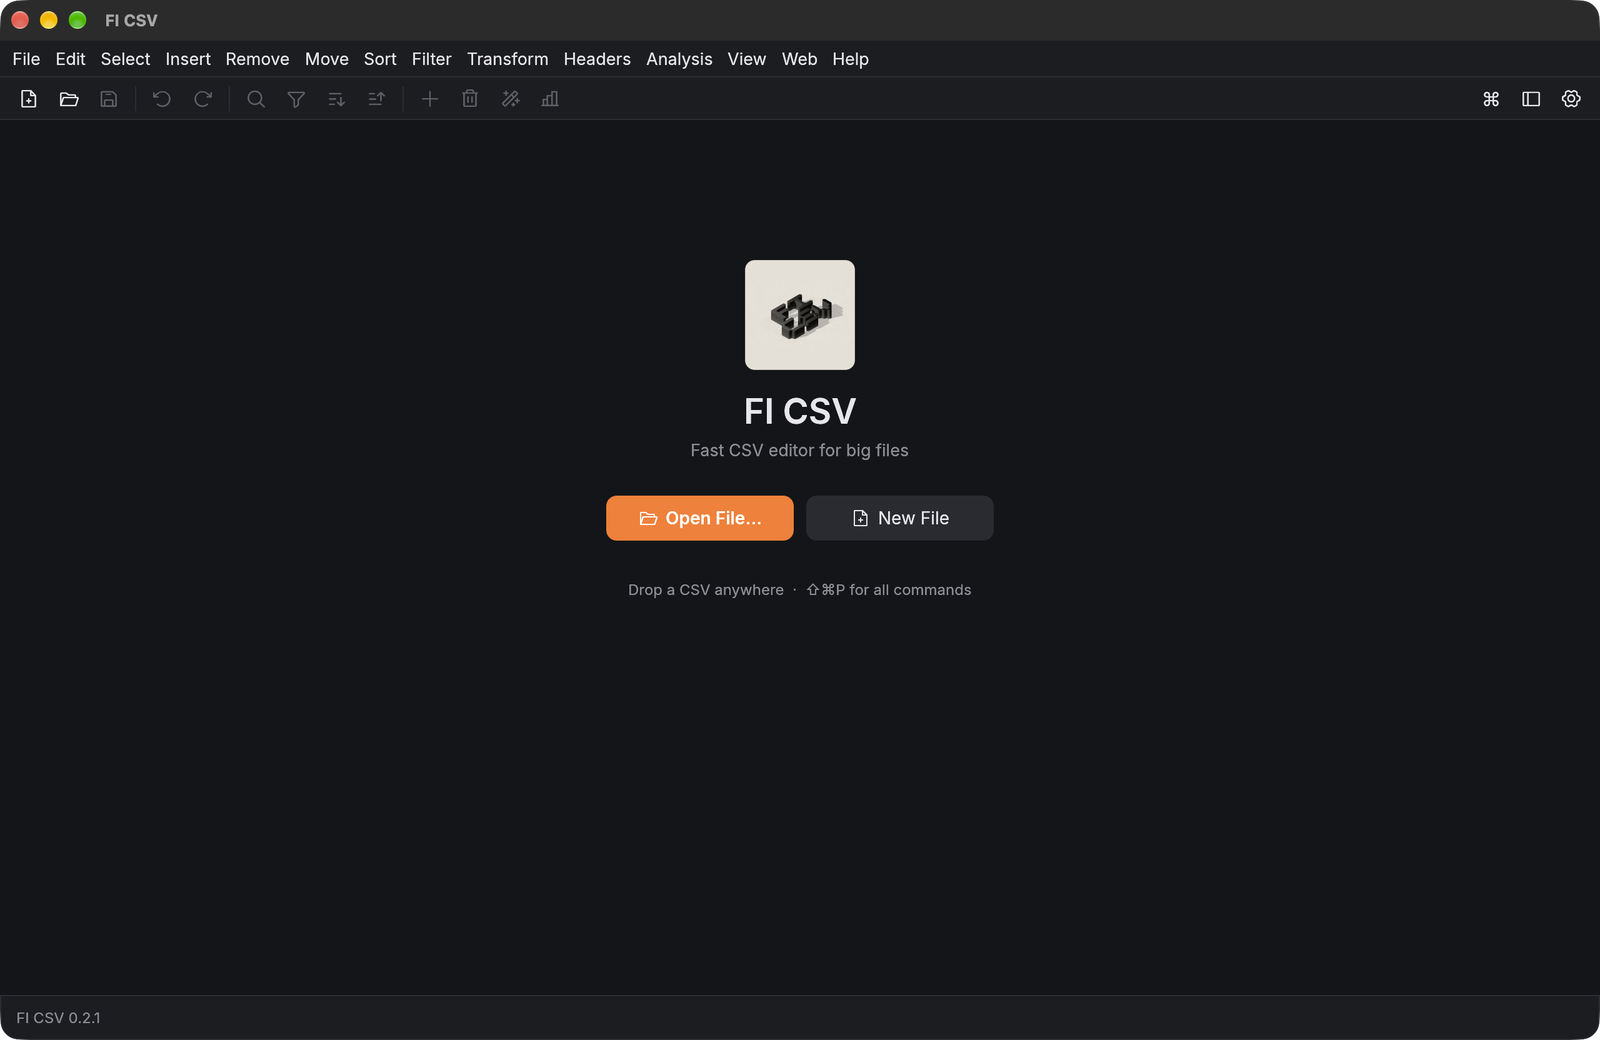 FI CSV
File Edit Select Insert Remove Move Sort Filter Transform Headers Analysis View Web Help
FI CSV
Fast CSV editor for big files
Open File...
New File
Drop a CSV anywhere · ⇧⌘P for all commands
FI CSV 0.2.1